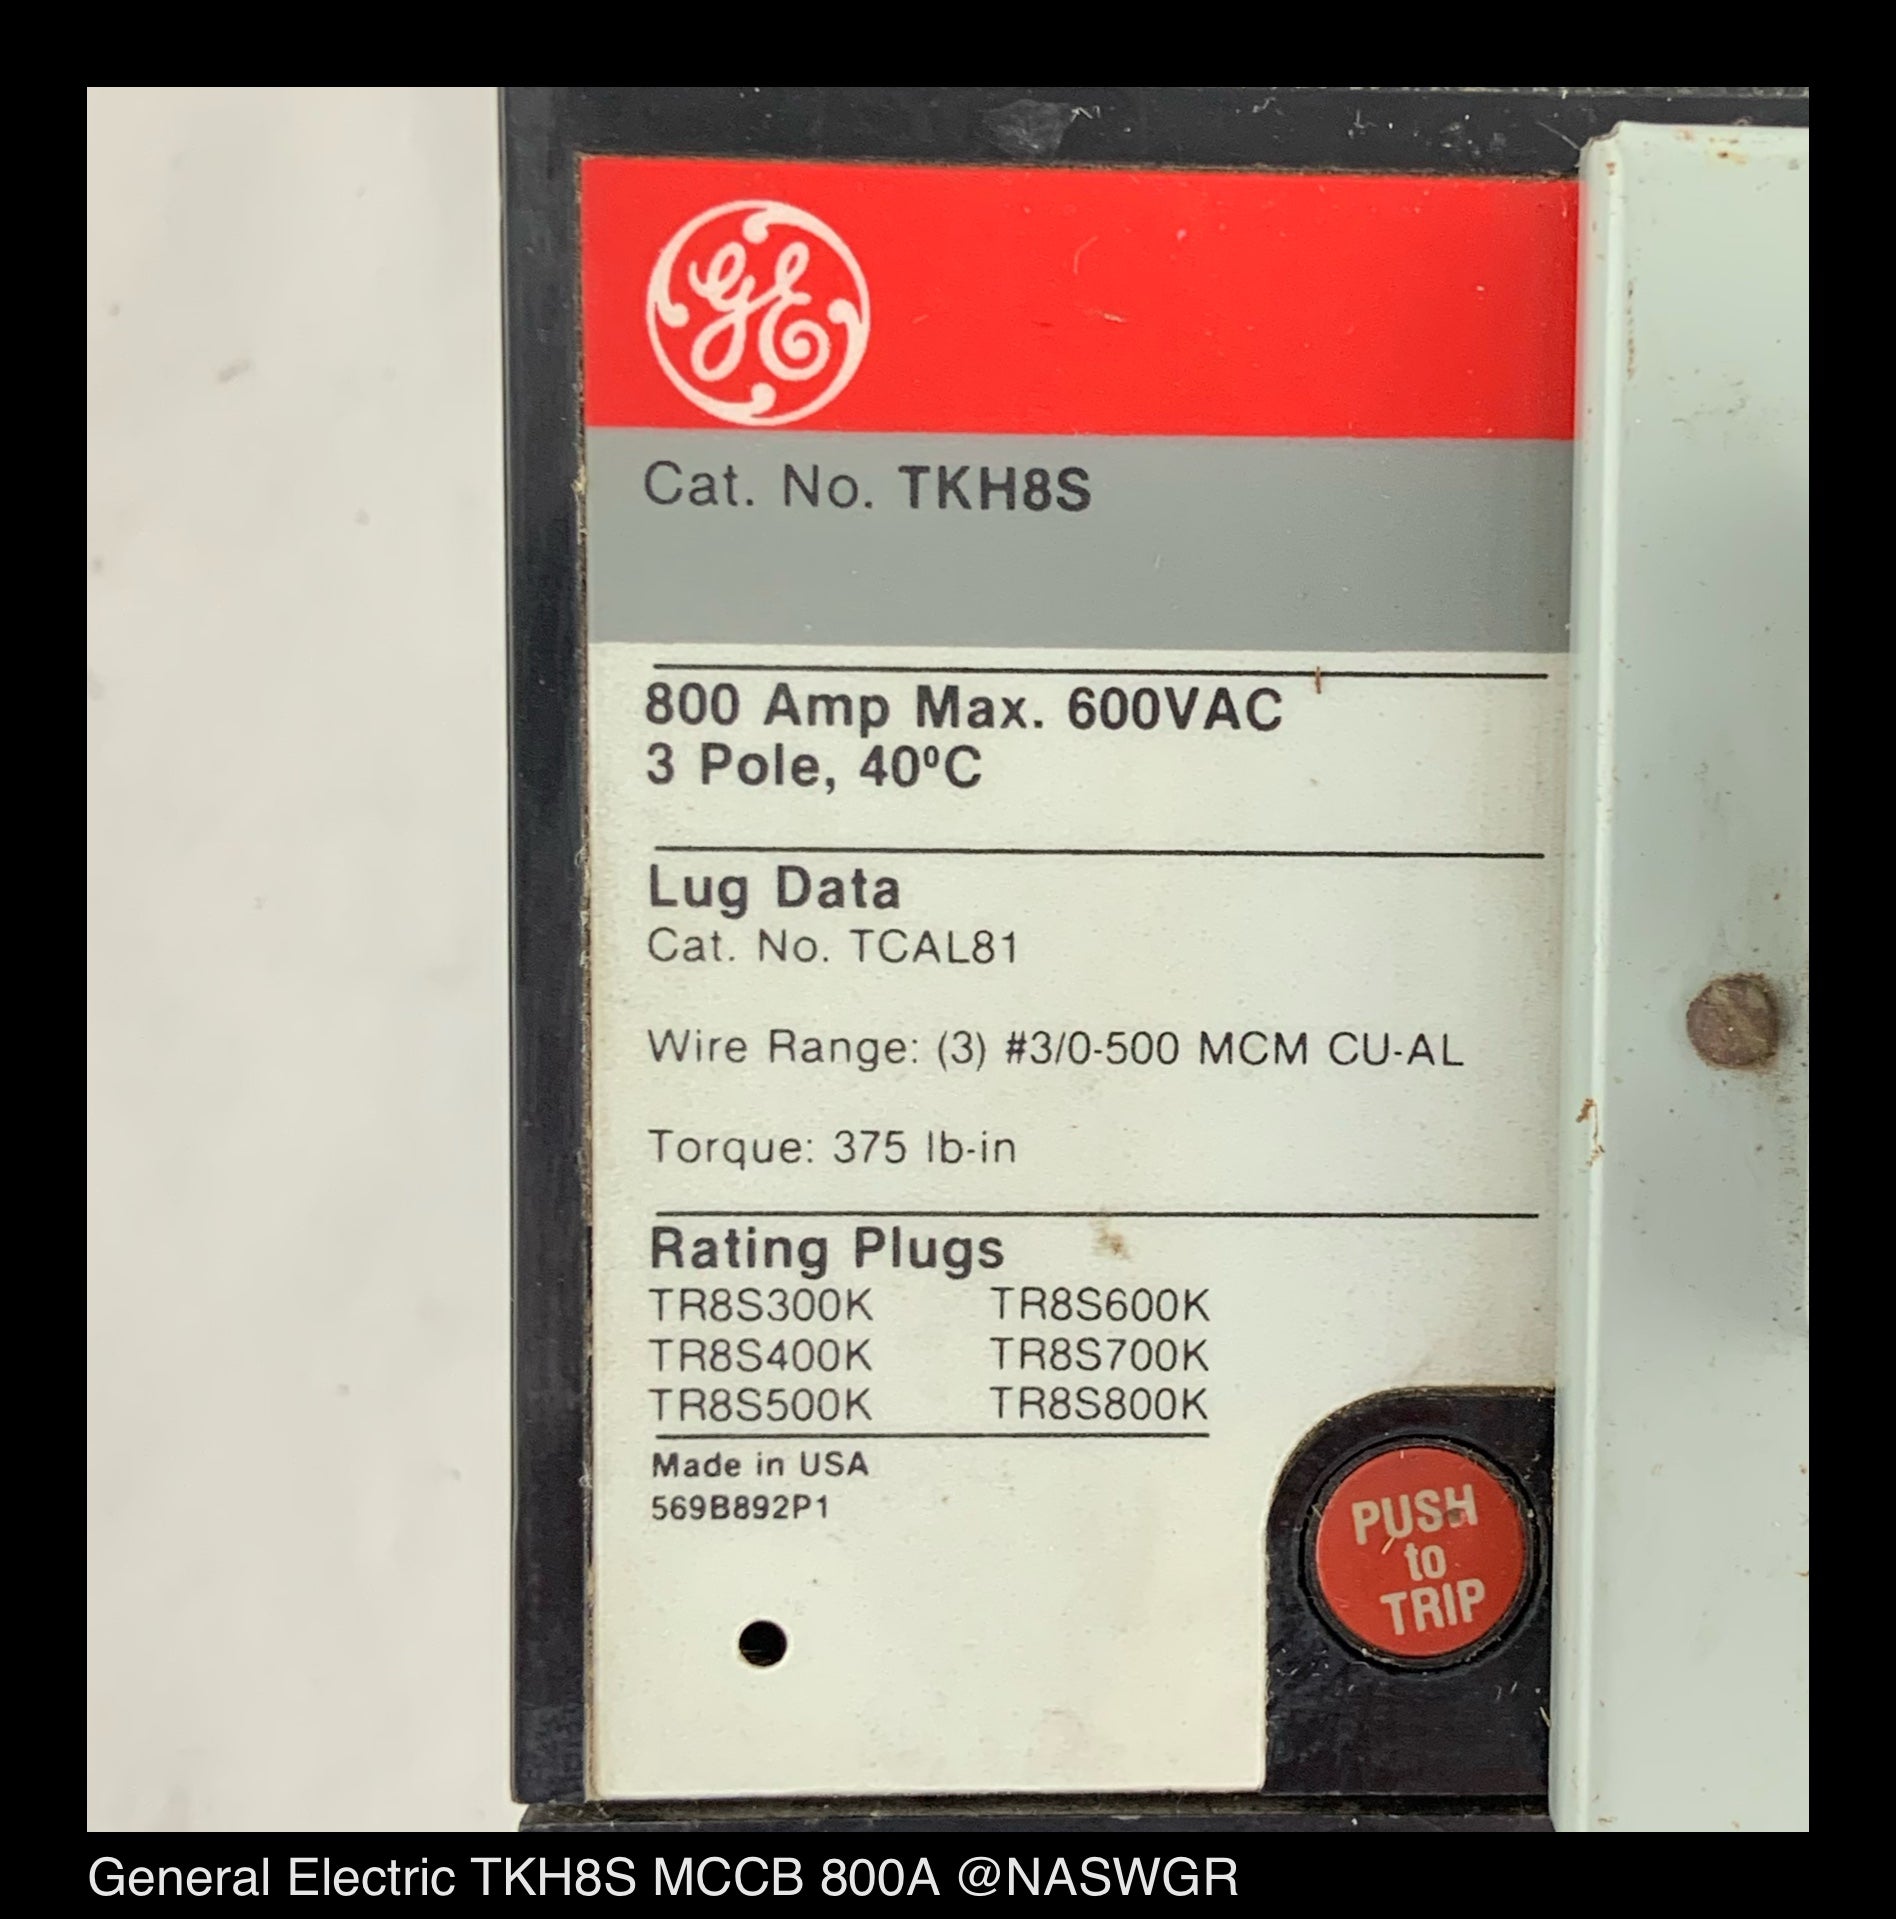 GE
Cat. No. TKH8S
800 Amp Max. 600VAC
3 Pole, 40ºC
Lug Data
Cat. No. TCAL81
Wire Range: (3) #3/0-500 MCM CU-AL
Torque: 375 lb-in
Rating Plugs
TR8S300K TR8S600K
TR8S400K TR8S700K
TR8S500K TR8S800K
Made in USA
569B892P1
PUSH
to
TRIP
General Electric TKH8S MCCB 800A @NASWGR